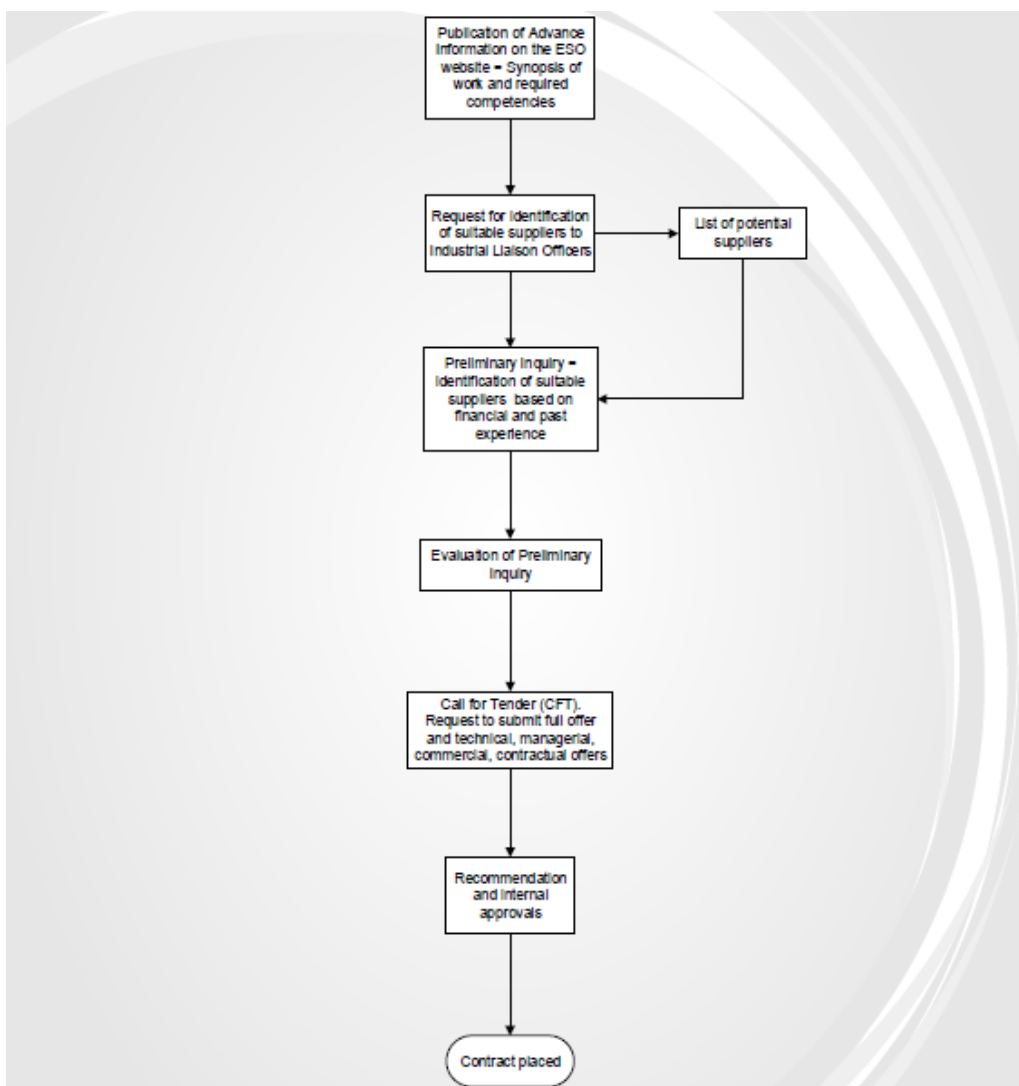 Publication of Advance
Information on the ESO
website – Synopsis of
work and required
competencies
Request for Identification
of suitable suppliers to
Industrial Liaison Officers
List of potential
suppliers
Preliminary Inquiry –
Identification of suitable
suppliers based on
financial and past
experience
Evaluation of Preliminary
Inquiry
Call for Tender (CFT).
Request to submit full offer
and technical, managerial,
commercial, contractual offers
Recommendation
and internal
approvals
Contract placed